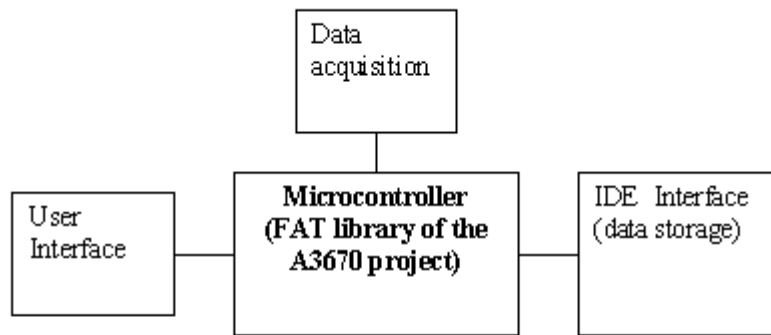 Data
acquisition
Microcontroller
(FAT library of the
A3670 project)
User
Interface
IDE Interface
(data storage)